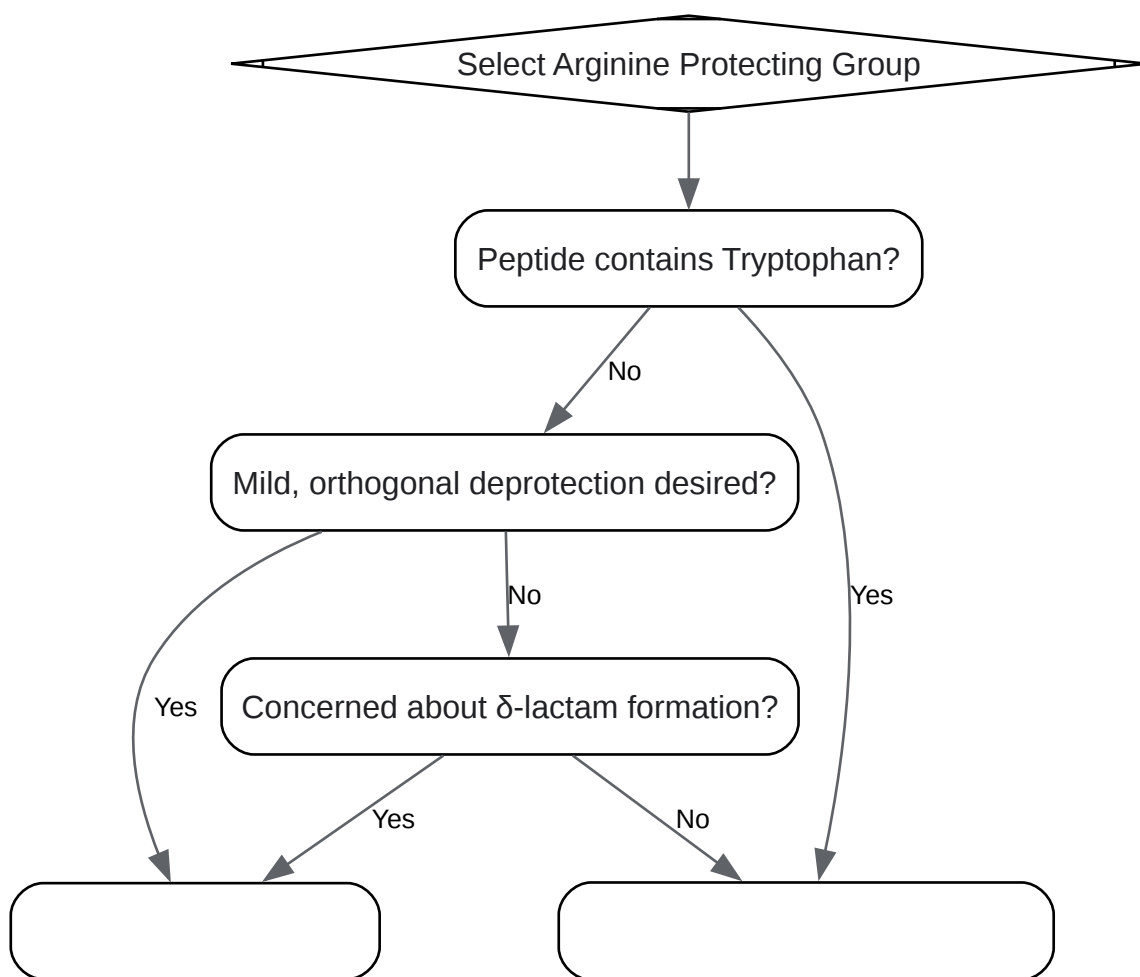 Select Arginine Protecting Group
Peptide contains Tryptophan?
No
Mild, orthogonal deprotection desired?
No
Yes
Yes
Concerned about δ-lactam formation?
Yes
No